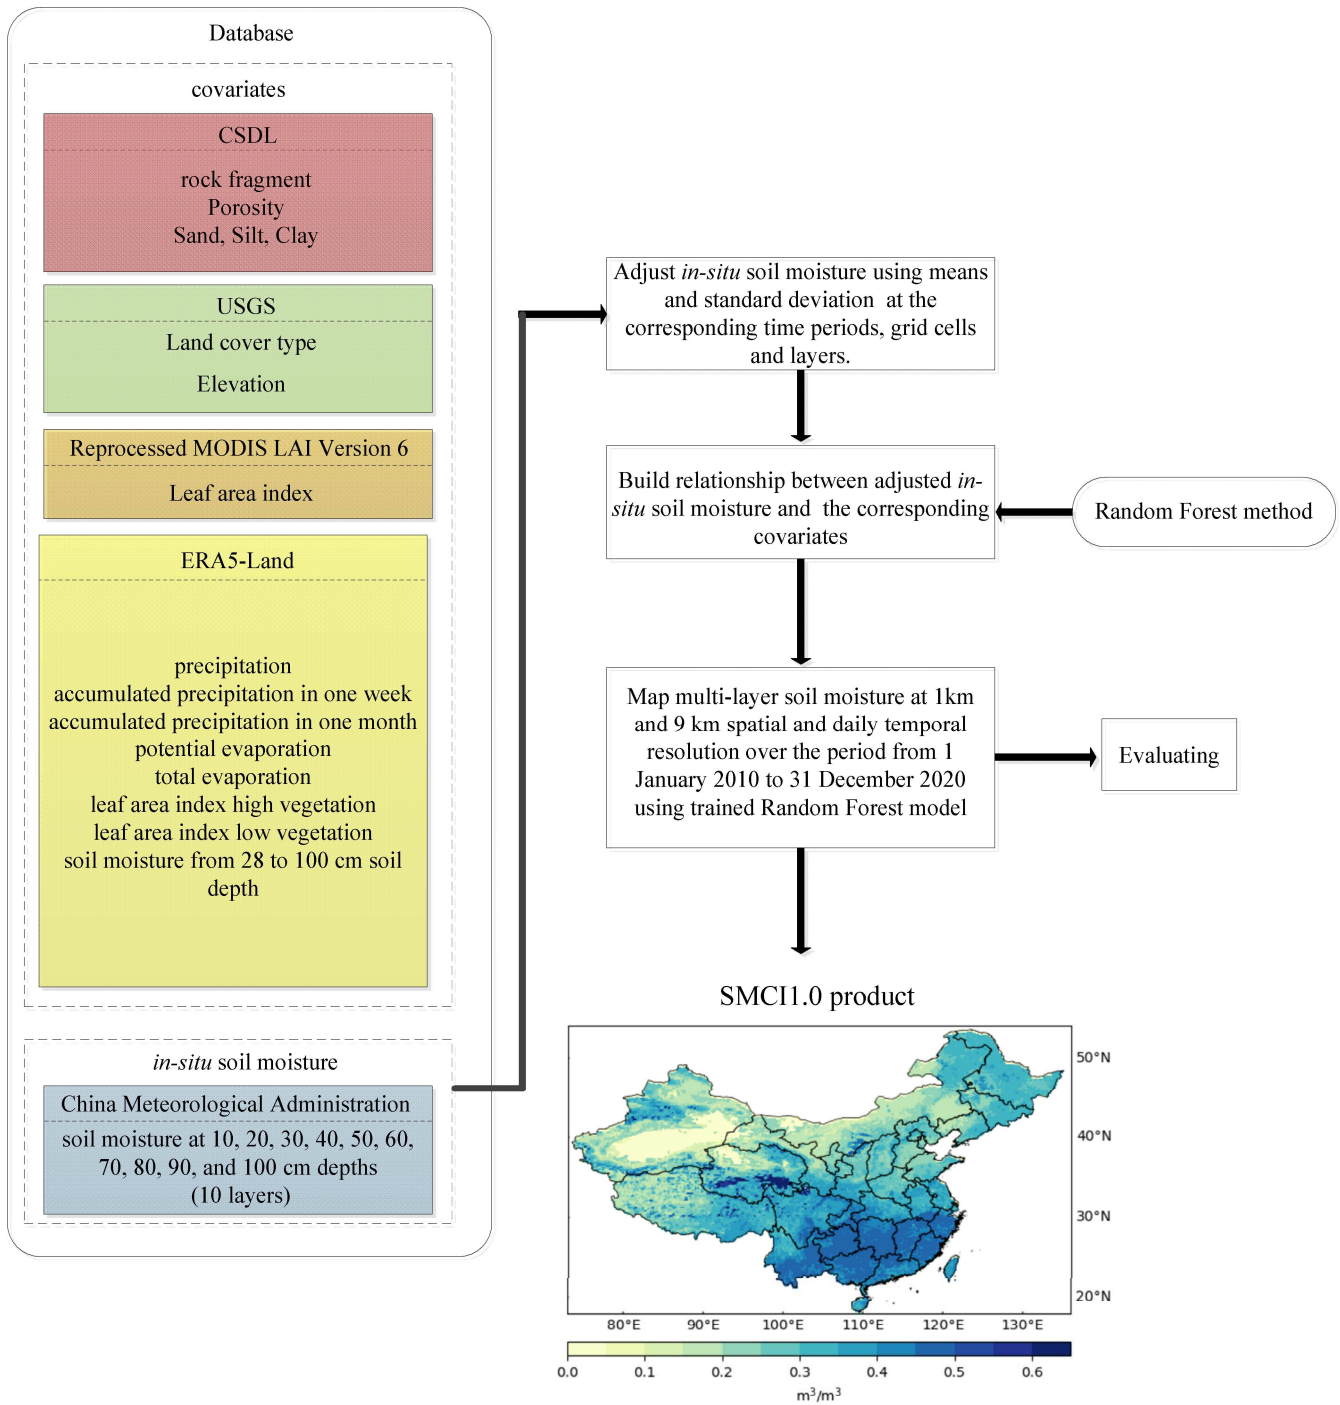 Database
covariates
CSDL
rock fragment
Porosity
Sand, Silt, Clay
USGS
Land cover type
Elevation
Reprocessed MODIS LAI Version 6
Leaf area index
ERA5-Land
precipitation
accumulated precipitation in one week
accumulated precipitation in one month
potential evaporation
total evaporation
leaf area index high vegetation
leaf area index low vegetation
soil moisture from 28 to 100 cm soil
depth
in-situ soil moisture
China Meteorological Administration
soil moisture at 10, 20, 30, 40, 50, 60,
70, 80, 90, and 100 cm depths
(10 layers)
Adjust in-situ soil moisture using means
and standard deviation at the
corresponding time periods, grid cells
and layers.
Build relationship between adjusted in-
situ soil moisture and the corresponding
covariates
Random Forest method
Map multi-layer soil moisture at 1km
and 9 km spatial and daily temporal
resolution over the period from 1
January 2010 to 31 December 2020
using trained Random Forest model
Evaluating
SMCI1.0 product
50°N
40°N
30°N
20°N
80°E 90°E 100°E 110°E 120°E 130°E
0.0 0.1 0.2 0.3 0.4 0.5 0.6
m³/m³